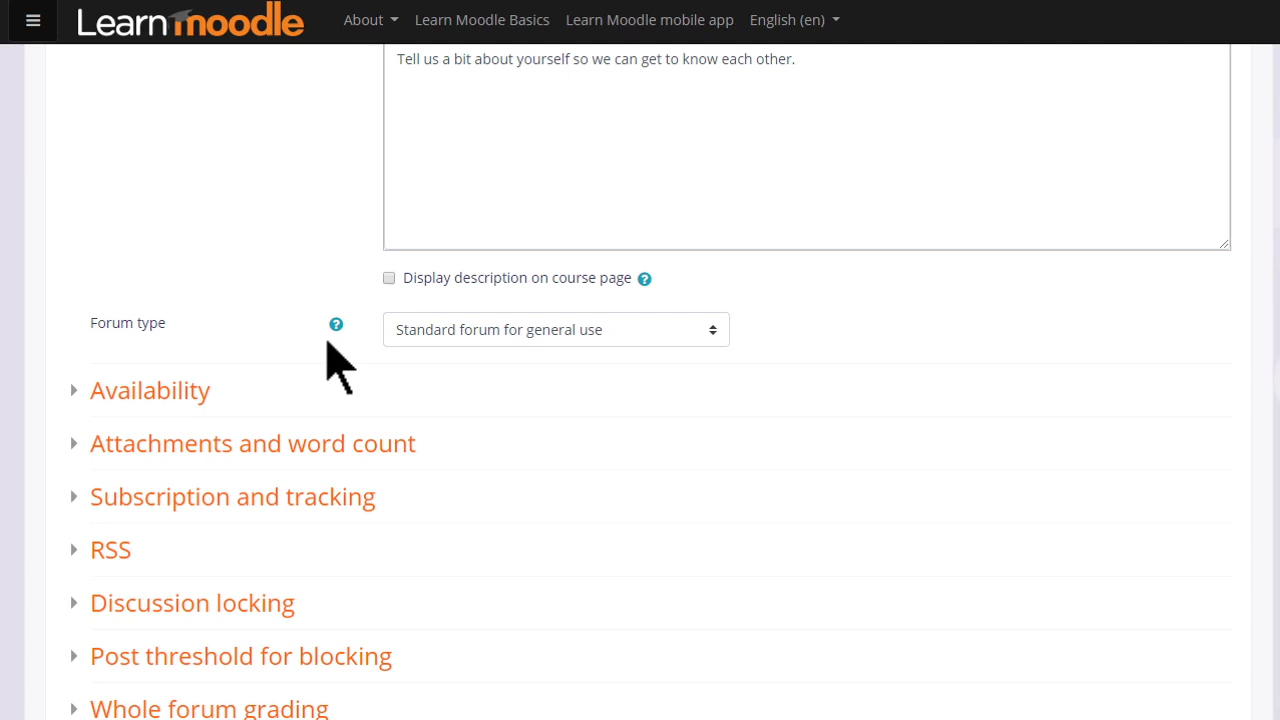 Learn moodle About Learn Moodle Basics Learn Moodle mobile app English (en)
Tell us a bit about yourself so we can get to know each other.
Display description on course page ?
Forum type ? Standard forum for general use
Availability
Attachments and word count
Subscription and tracking
RSS
Discussion locking
Post threshold for blocking
Whole forum grading